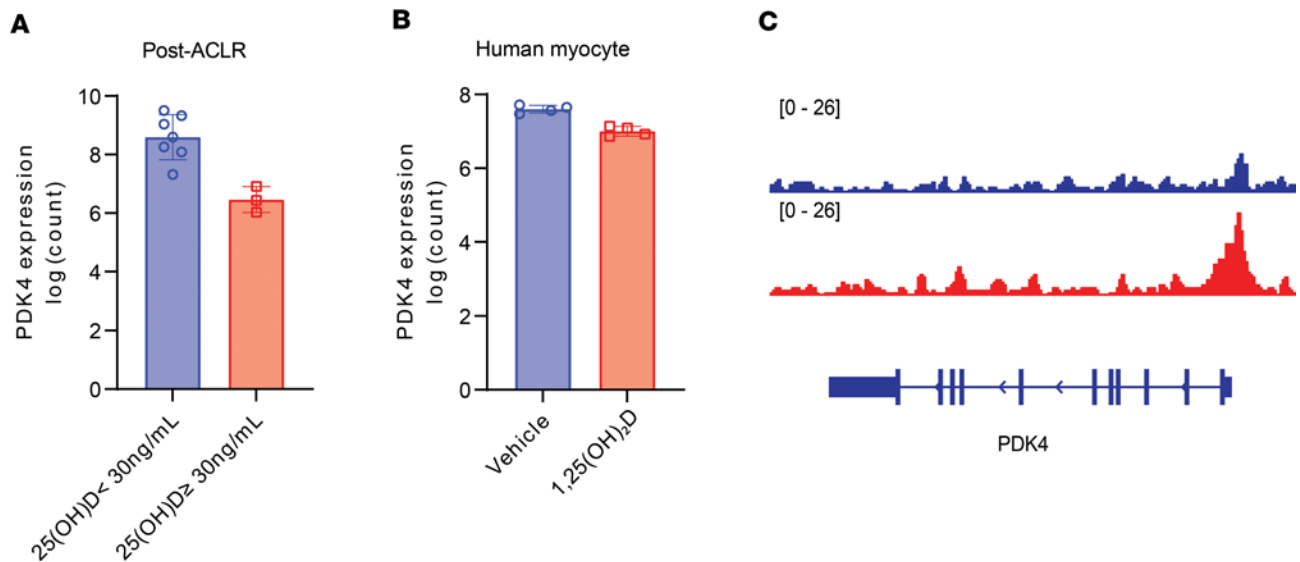 A
Post-ACLR
PDK4 expression
log (count)
10
8
6
4
2
0
25(OH)D< 30ng/mL
25(OH)D≥ 30ng/mL
B
Human myocyte
PDK4 expression
log (count)
8
6
4
2
0
Vehicle
1,25(OH)₂D
C
[0 - 26]
[0 - 26]
PDK4